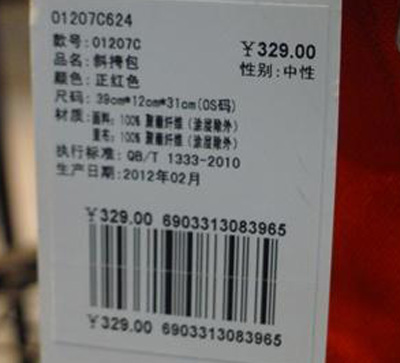 01207C624
款号:01207C
¥329.00
品名:斜挎包
性别:中性
颜色:正红色
尺码:39cm*12cm*31cm(OS码)
材质:面料:100% 聚酯纤维(涂层除外)
里布:100% 聚酯纤维(涂层除外)
执行标准:QB/T 1333-2010
生产日期:2012年02月
¥329.00 6903313083965
¥329.00 6903313083965